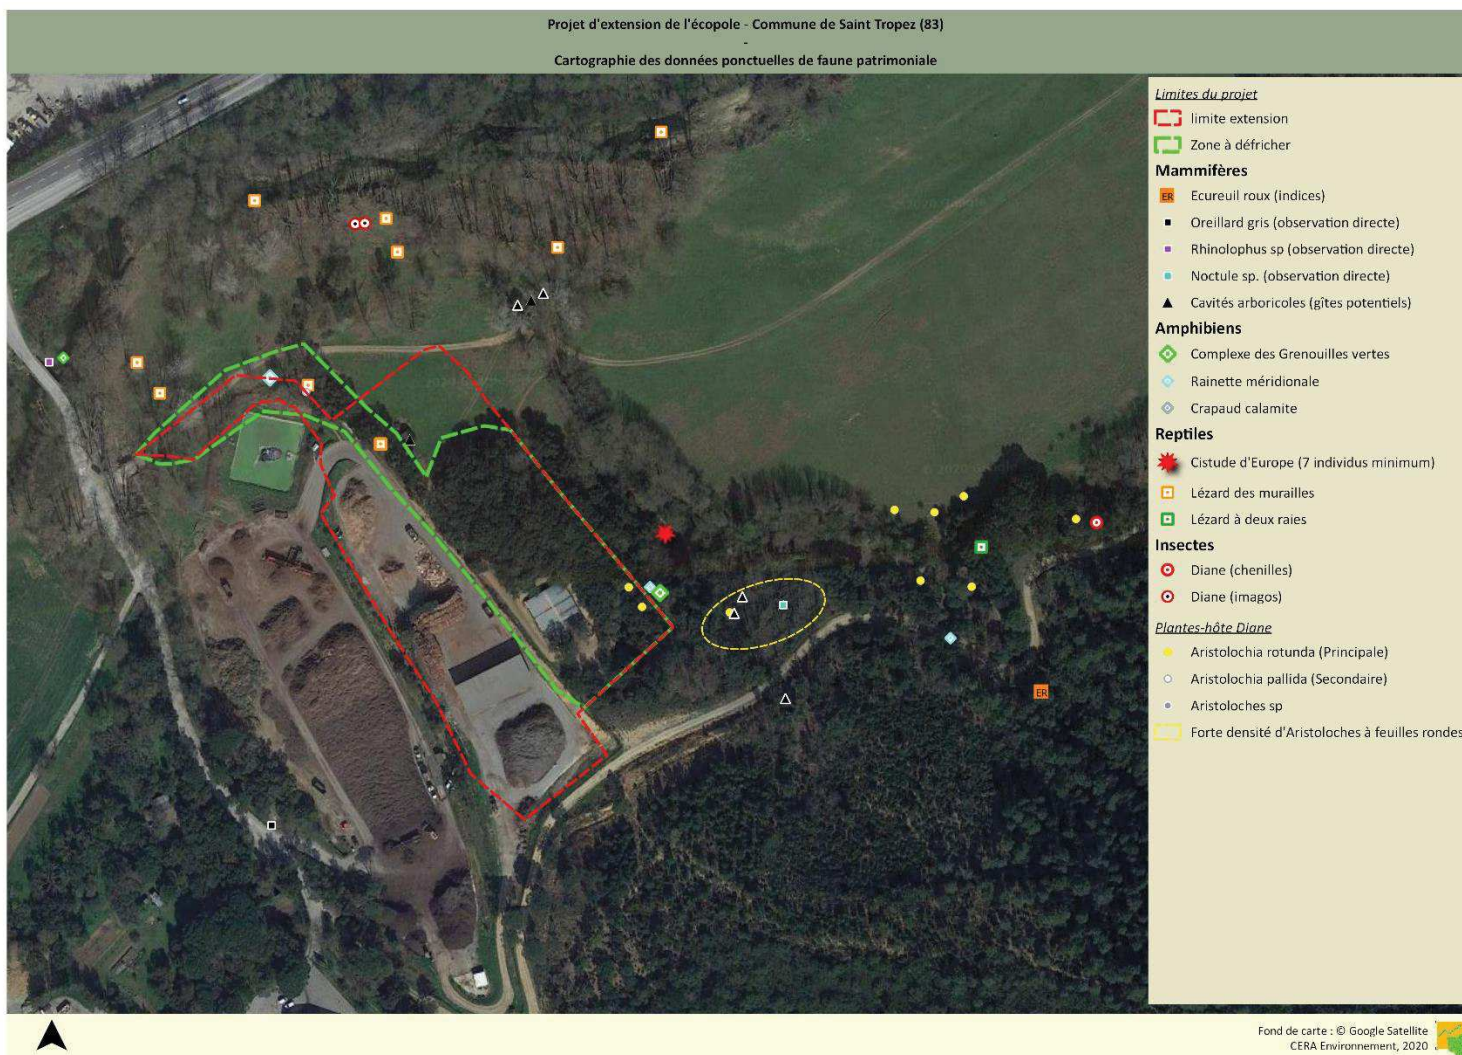 Projet d'extension de l'écopole - Commune de Saint Tropez (83)
-
Cartographie des données ponctuelles de faune patrimoniale
Limites du projet
limite extension
Zone à défricher
Mammifères
ER Ecureuil roux (indices)
Oreillard gris (observation directe)
Rhinolophus sp (observation directe)
Noctule sp. (observation directe)
Cavités arboricoles (gîtes potentiels)
Amphibiens
Complexe des Grenouilles vertes
Rainette méridionale
Crapaud calamite
Reptiles
Cistude d'Europe (7 individus minimum)
Lézard des murailles
Lézard à deux raies
Insectes
Diane (chenilles)
Diane (imagos)
Plantes-hôte Diane
Aristolochia rotunda (Principale)
Aristolochia pallida (Secondaire)
Aristoloches sp
Forte densité d'Aristoloches à feuilles rondes
ER
Fond de carte : © Google Satellite
CERA Environnement, 2020